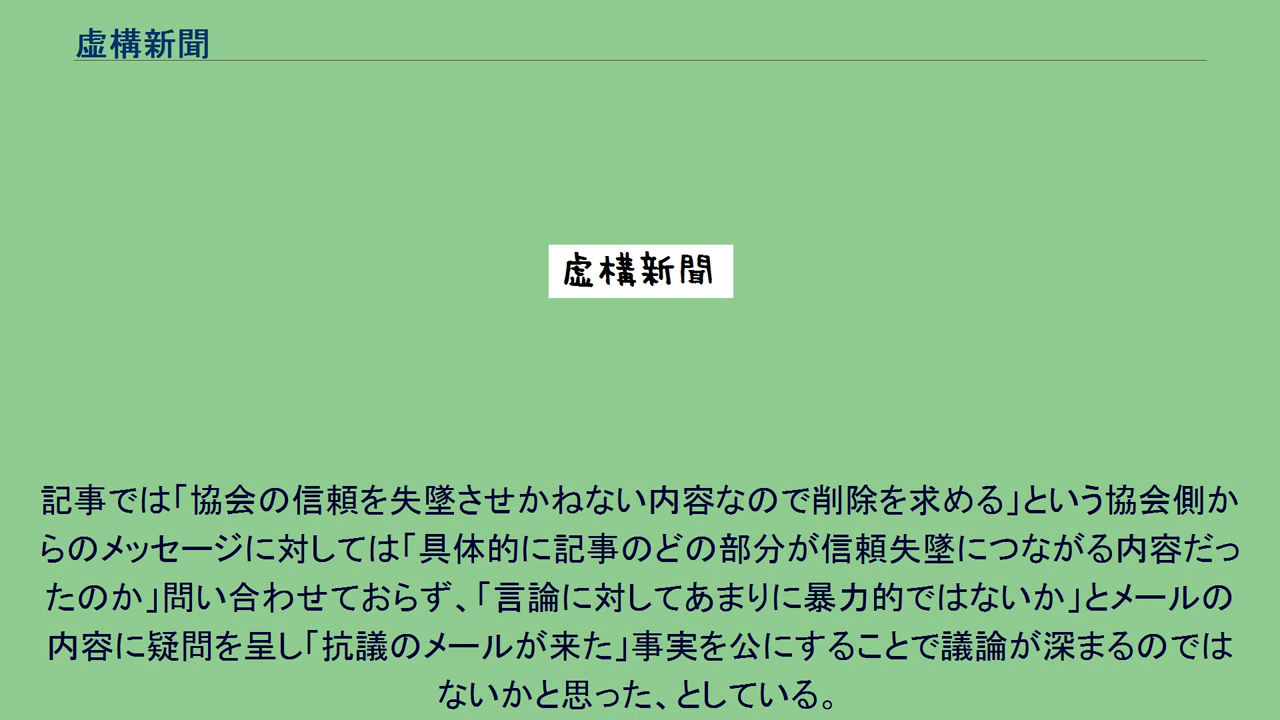 虚構新聞
虚構新聞
記事では「協会の信頼を失墜させかねない内容なので削除を求める」という協会側か
らのメッセージに対しては「具体的に記事のどの部分が信頼失墜につながる内容だっ
たのか」問い合わせておらず、「言論に対してあまりに暴力的ではないか」とメールの
内容に疑問を呈し「抗議のメールが来た」事実を公にすることで議論が深まるのでは
ないかと思った、としている。